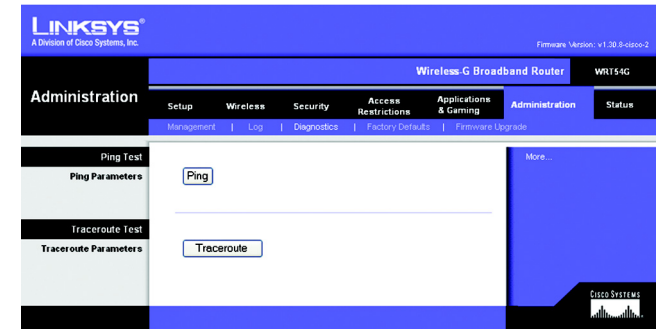 LINKSYS®
A Division of Cisco Systems, Inc.
Firmware Version: v1.30.8-cisco-2
Wireless-G Broadband Router WRT54G
Administration
Setup Wireless Security Access Restrictions Applications & Gaming Administration Status
Management | Log | Diagnostics | Factory Defaults | Firmware Upgrade
Ping Test
Ping Parameters
Ping
More...
Traceroute Test
Traceroute Parameters
Traceroute
CISCO SYSTEMS